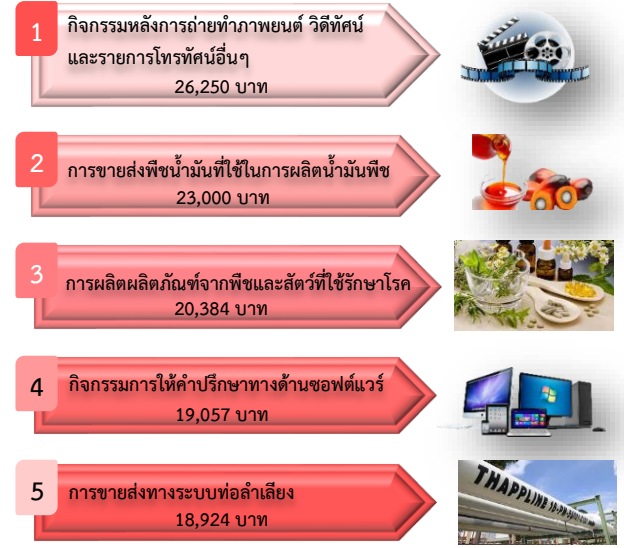 1
กิจกรรมหลังการถ่ายทำภาพยนต์ วิดีทัศน์
และรายการโทรทัศน์อื่นๆ
26,250 บาท
2
การขายส่งพืชน้ำมันที่ใช้ในการผลิตน้ำมันพืช
23,000 บาท
3
การผลิตผลิตภัณฑ์จากพืชและสัตว์ที่ใช้รักษาโรค
20,384 บาท
4
กิจกรรมการให้คำปรึกษาทางด้านซอฟต์แวร์
19,057 บาท
5
การขนส่งทางระบบท่อลำเลียง
18,924 บาท
THAPPLINE